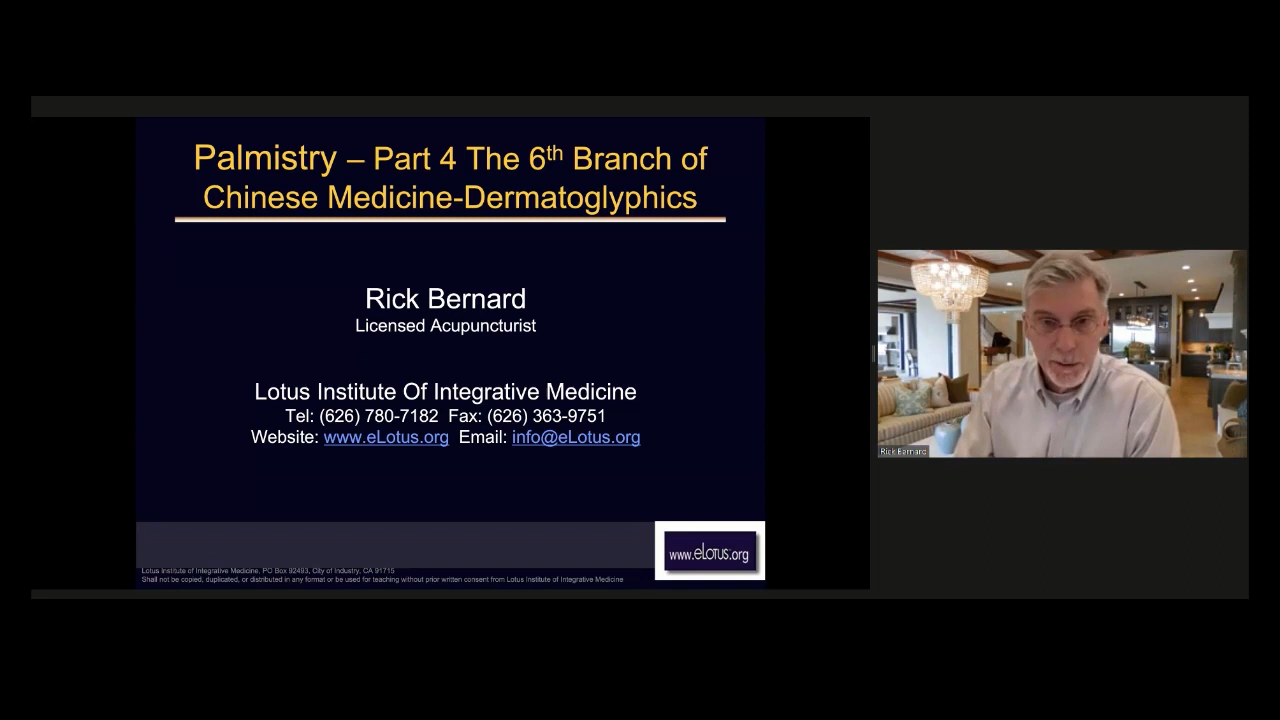 Palmistry – Part 4 The 6th Branch of
Chinese Medicine-Dermatoglyphics
Rick Bernard
Licensed Acupuncturist
Lotus Institute Of Integrative Medicine
Tel: (626) 780-7182 Fax: (626) 363-9751
Website: www.eLotus.org Email: info@eLotus.org
www.eLotus.org
Lotus Institute of Integrative Medicine, PO Box 92493, City of Industry, CA 91715
Shall not be copied, duplicated, or distributed in any format or be used for teaching without prior written consent from Lotus Institute of Integrative Medicine
Rick Bernard